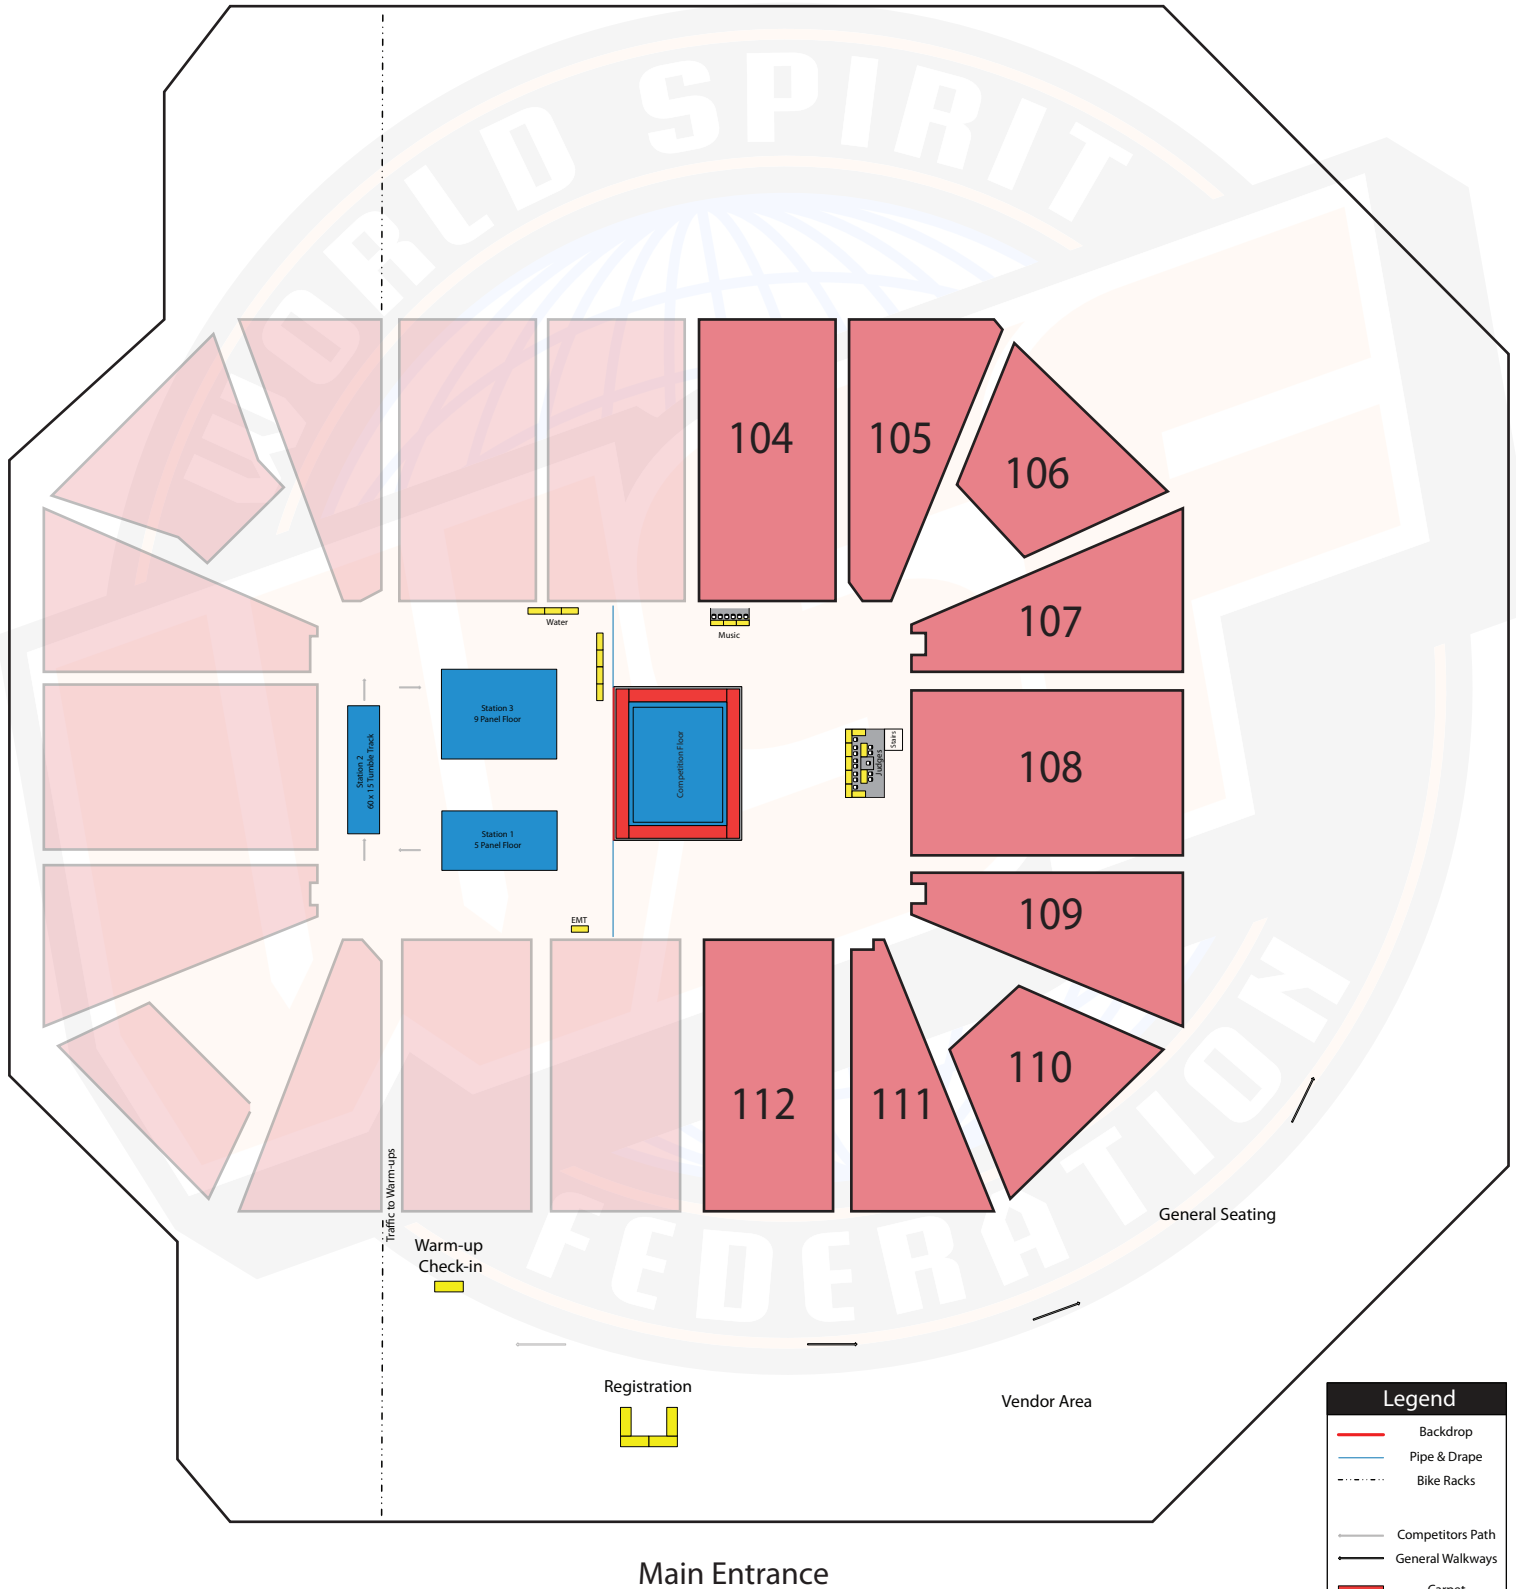 WORLD SPIRIT
104
105
106
107
Water
Music
Station 3
9 Panel Floor
Station 2
60 x 15 Tumble Track
Competition Floor
Judges
Stairs
108
Station 1
5 Panel Floor
EMT
109
110
112
111
Traffic to Warm-ups
General Seating
Warm-up
Check-in
FEDERATION
Registration
Vendor Area
Legend
Backdrop
Pipe & Drape
Bike Racks
Competitors Path
General Walkways
Carpet
Main Entrance